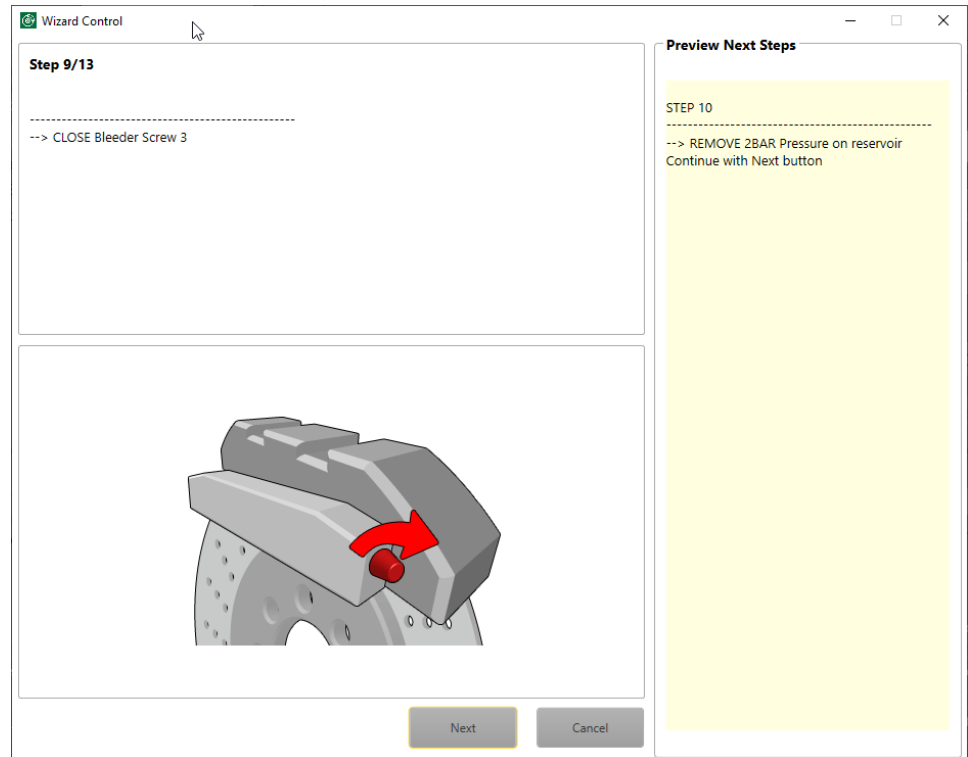 Wizard Control
Step 9/13
-------------------------------------------------
--> CLOSE Bleeder Screw 3
Preview Next Steps
STEP 10
-------------------------------------------------
--> REMOVE 2BAR Pressure on reservoir
Continue with Next button
Next
Cancel